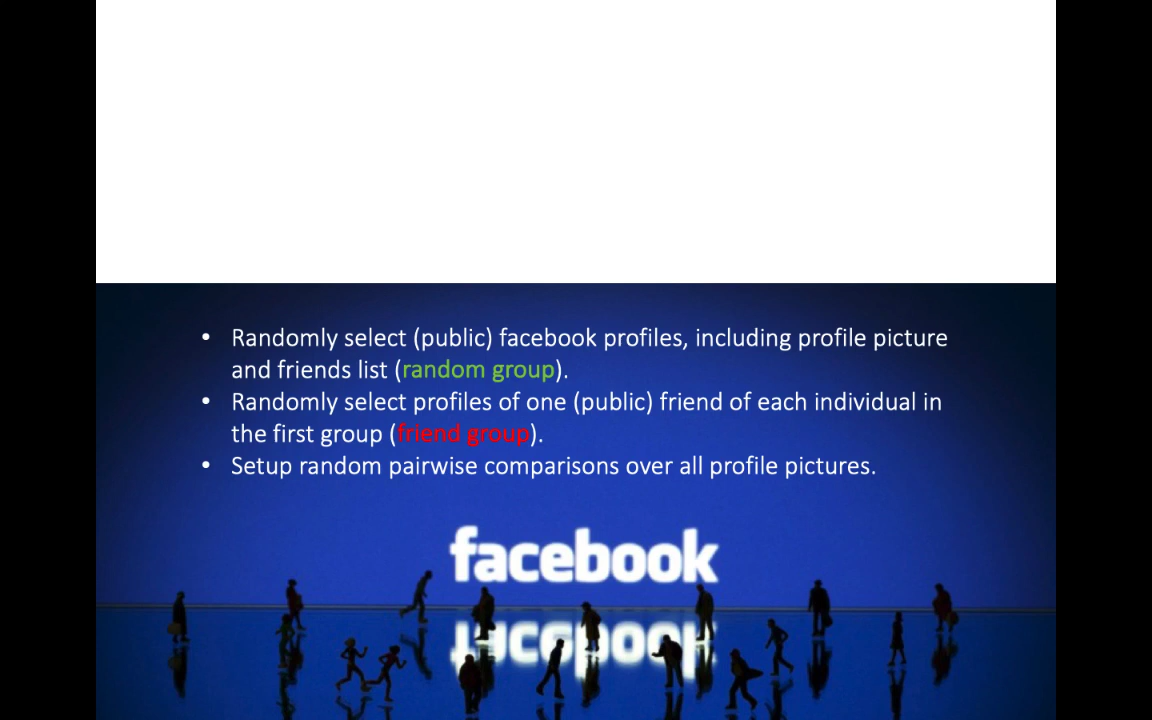 • Randomly select (public) facebook profiles, including profile picture
and friends list (random group).
• Randomly select profiles of one (public) friend of each individual in
the first group (friend group).
• Setup random pairwise comparisons over all profile pictures.
facebook